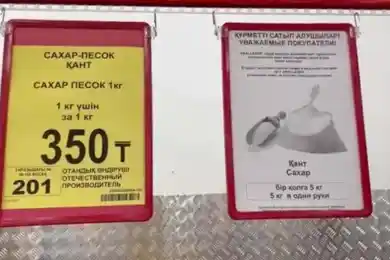 САХАР-ПЕСОК
ҚАНТ
САХАР ПЕСОК 1кг
1 кг үшін
за 1 кг
350 ₸
201
ОТАНДЫҚ ӨНДІРУШІ
ОТЕЧЕСТВЕННЫЙ
ПРОИЗВОДИТЕЛЬ
ҚҰРМЕТТІ САТЫП АЛУШЫЛАР!
УВАЖАЕМЫЕ ПОКУПАТЕЛИ!
Қант
Сахар
бір қолға 5 кг
5 кг в одни руки